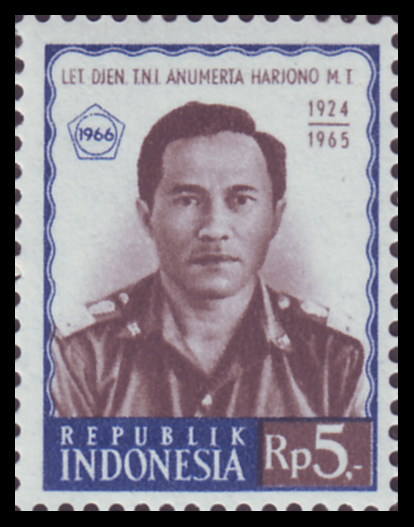 LET. DJEN. T.N.I. ANUMERTA HARJONO M. T.
1966
1924
1965
REPUBLIK
INDONESIA
Rp5,-